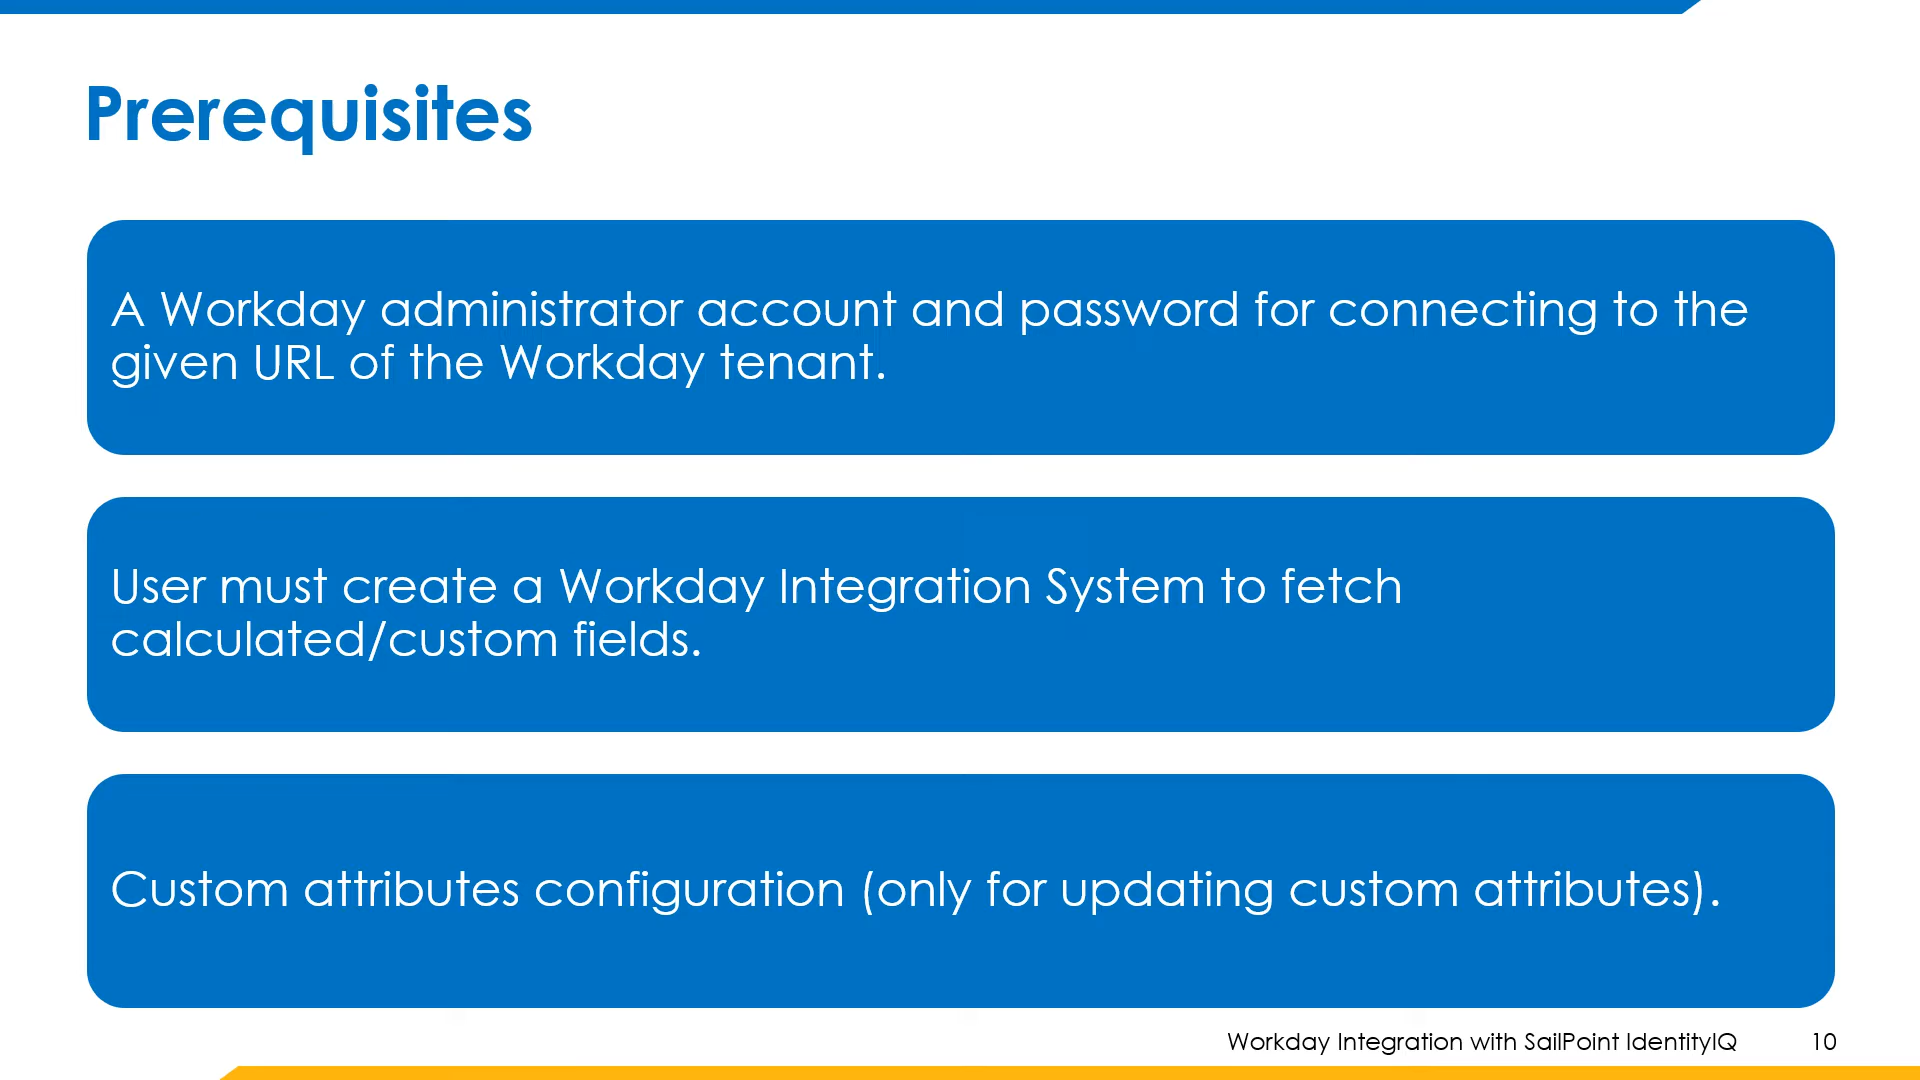 Prerequisites
A Workday administrator account and password for connecting to the
given URL of the Workday tenant.
User must create a Workday Integration System to fetch
calculated/custom fields.
Custom attributes configuration (only for updating custom attributes).
Workday Integration with SailPoint IdentityIQ 10